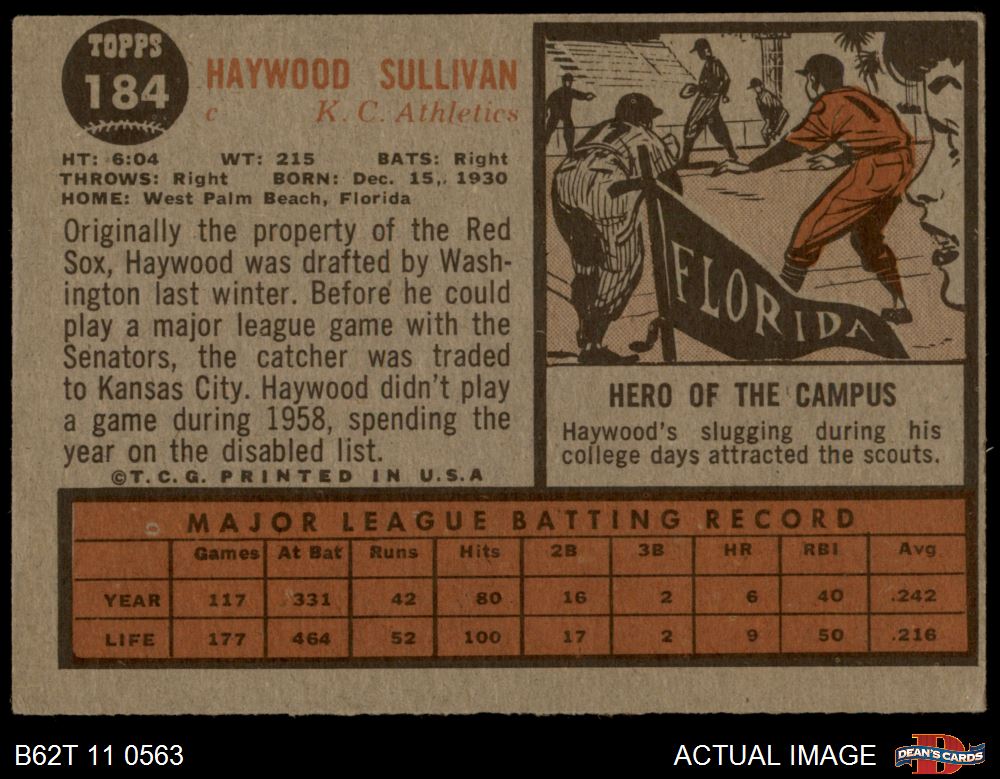 TOPPS
184
HAYWOOD SULLIVAN
c K. C. Athletics
HT: 6:04 WT: 215 BATS: Right
THROWS: Right BORN: Dec. 15,. 1930
HOME: West Palm Beach, Florida
Originally the property of the Red
Sox, Haywood was drafted by Wash-
ington last winter. Before he could
play a major league game with the
Senators, the catcher was traded
to Kansas City. Haywood didn't play
a game during 1958, spending the
year on the disabled list.
©T.C.G. PRINTED IN U.S.A
FLORIDA
HERO OF THE CAMPUS
Haywood's slugging during his
college days attracted the scouts.
MAJOR LEAGUE BATTING RECORD
Games At Bat Runs Hits 2B 3B HR RBI Avg.
YEAR 117 331 42 80 16 2 6 40 .242
LIFE 177 464 52 100 17 2 9 50 .216
B62T 11 0563
ACTUAL IMAGE
DEAN'S CARDS